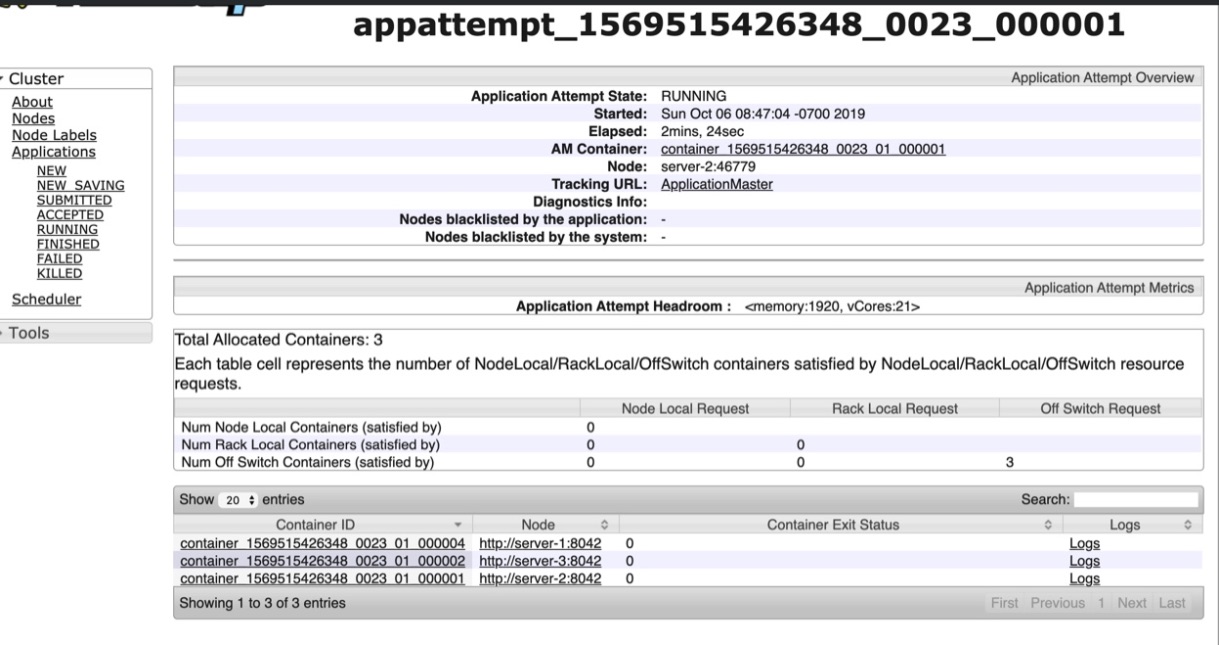 appattempt_1569515426348_0023_000001
Cluster
About
Nodes
Node Labels
Applications
NEW
NEW_SAVING
SUBMITTED
ACCEPTED
RUNNING
FINISHED
FAILED
KILLED
Scheduler
Tools
Application Attempt Overview
Application Attempt State: RUNNING
Started: Sun Oct 06 08:47:04 -0700 2019
Elapsed: 2mins, 24sec
AM Container: container_1569515426348_0023_01_000001
Node: server-2:46779
Tracking URL: ApplicationMaster
Diagnostics Info:
Nodes blacklisted by the application: -
Nodes blacklisted by the system: -
Application Attempt Metrics
Application Attempt Headroom : <memory:1920, vCores:21>
Total Allocated Containers: 3
Each table cell represents the number of NodeLocal/RackLocal/OffSwitch containers satisfied by NodeLocal/RackLocal/OffSwitch resource
requests.
Node Local Request Rack Local Request Off Switch Request
Num Node Local Containers (satisfied by) 0
Num Rack Local Containers (satisfied by) 0 0
Num Off Switch Containers (satisfied by) 0 0 3
Show 20 entries Search:
Container ID Node Container Exit Status Logs
container_1569515426348_0023_01_000004 http://server-1:8042 0 Logs
container_1569515426348_0023_01_000002 http://server-3:8042 0 Logs
container_1569515426348_0023_01_000001 http://server-2:8042 0 Logs
Showing 1 to 3 of 3 entries First Previous 1 Next Last